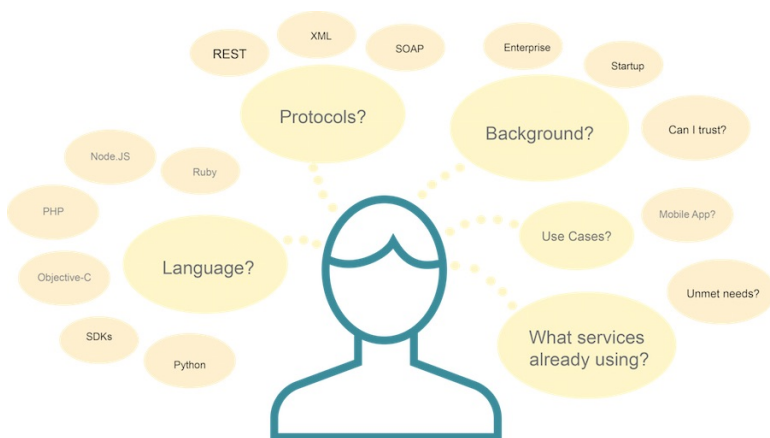 XML
REST
SOAP
Enterprise
Startup
Protocols?
Background?
Can I trust?
Node.JS
Ruby
PHP
Mobile App?
Use Cases?
Language?
Objective-C
Unmet needs?
SDKs
What services
already using?
Python